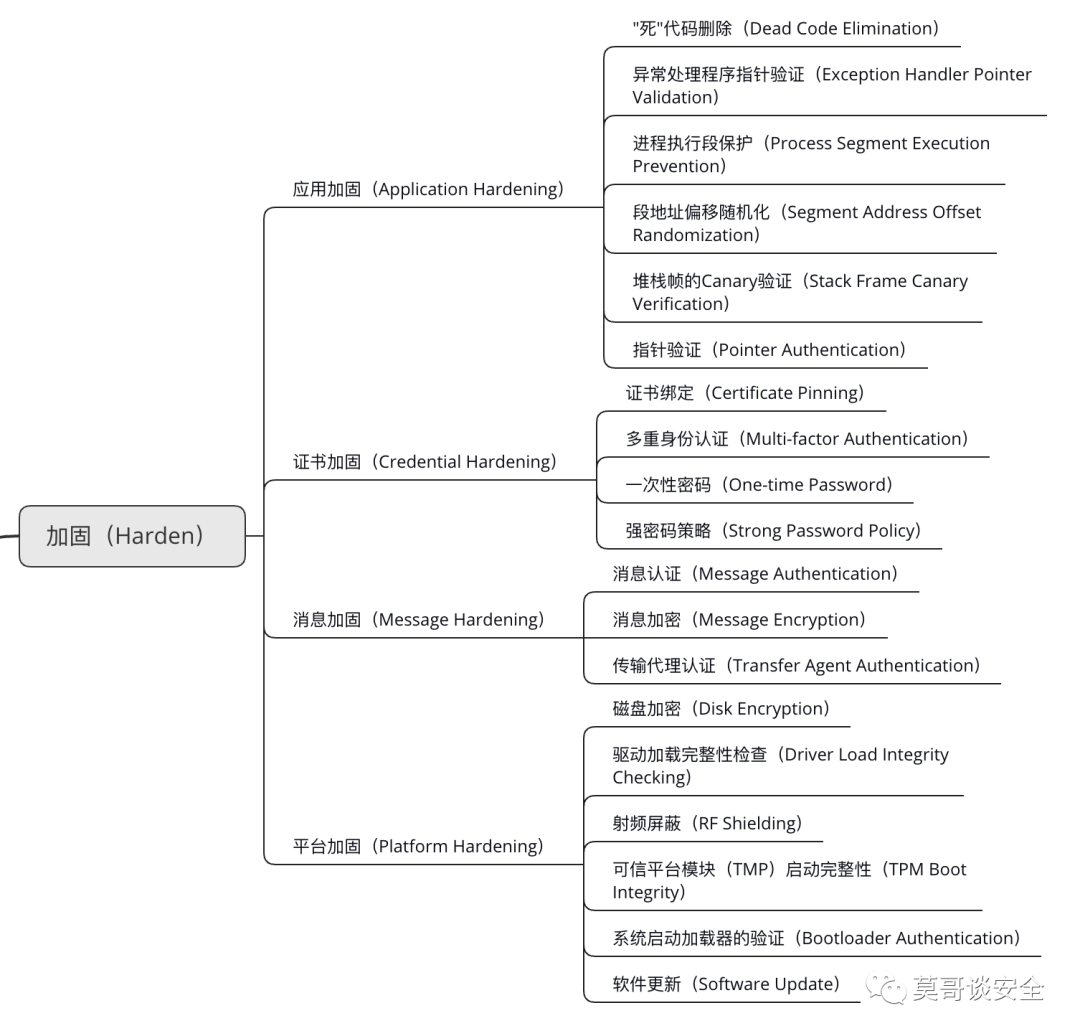 "死"代码删除（Dead Code Elimination）
异常处理程序指针验证（Exception Handler Pointer
Validation）
进程执行段保护（Process Segment Execution
Prevention）
应用加固（Application Hardening）
段地址偏移随机化（Segment Address Offset
Randomization）
堆栈帧的Canary验证（Stack Frame Canary
Verification）
指针验证（Pointer Authentication）
证书绑定（Certificate Pinning）
多重身份认证（Multi-factor Authentication）
证书加固（Credential Hardening）
一次性密码（One-time Password）
强密码策略（Strong Password Policy）
加固（Harden）
消息认证（Message Authentication）
消息加固（Message Hardening）
消息加密（Message Encryption）
传输代理认证（Transfer Agent Authentication）
磁盘加密（Disk Encryption）
驱动加载完整性检查（Driver Load Integrity
Checking）
射频屏蔽（RF Shielding）
平台加固（Platform Hardening）
可信平台模块（TMP）启动完整性（TPM Boot
Integrity）
系统启动加载器的验证（Bootloader Authentication）
软件更新（Software Update）
莫哥谈安全